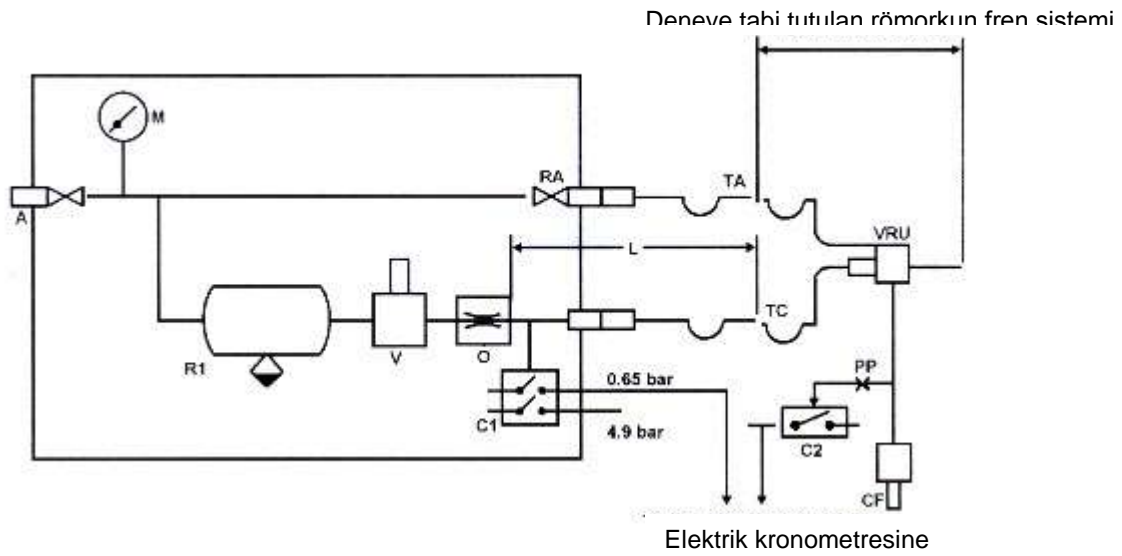 Deneye tabi tutulan römorkun fren sistemi
M
A
RA
TA
VRU
L
TC
R1
V
O
PP
0.65 bar
C1
4.9 bar
C2
CF
Elektrik kronometresine